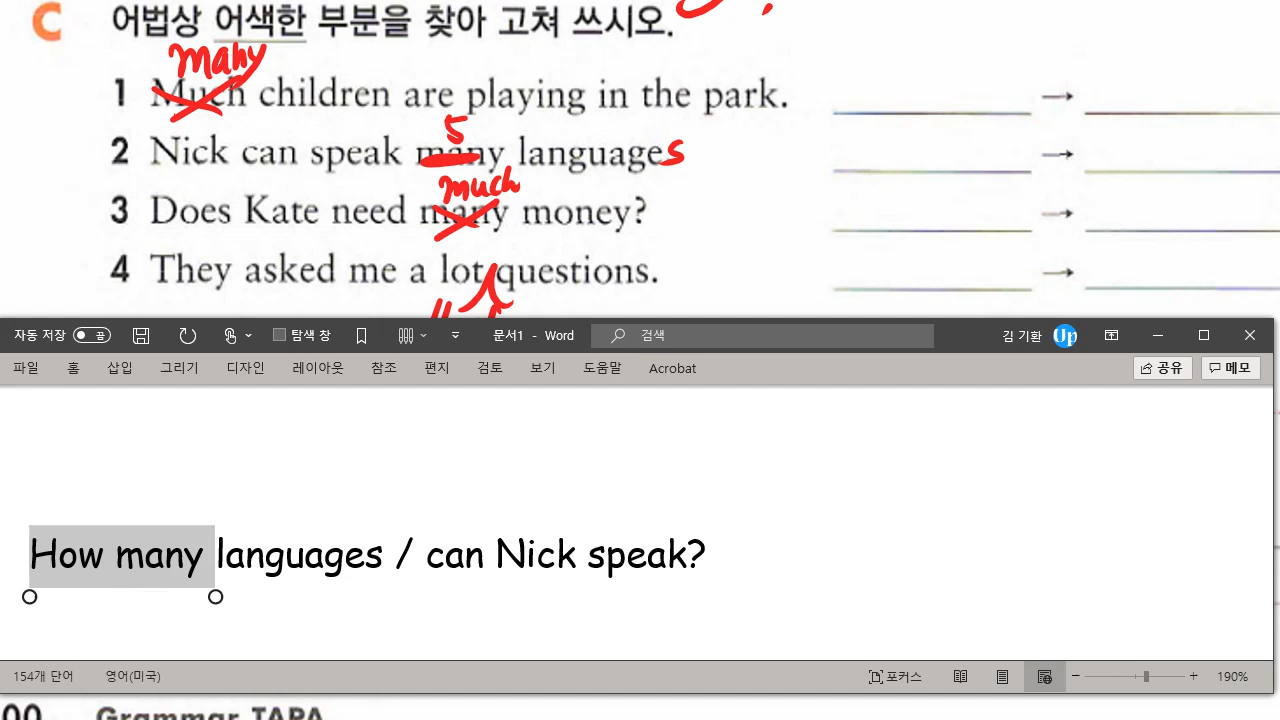 C 어법상 어색한 부분을 찾아 고쳐 쓰시오.
many
1 Much children are playing in the park. →
5
2 Nick can speak many languages →
much
3 Does Kate need many money? →
4 They asked me a lot questions. →
자동 저장 끔 탐색 창 문서1 - Word 검색 김 기환 Up
파일 홈 삽입 그리기 디자인 레이아웃 참조 편지 검토 보기 도움말 Acrobat 공유 메모
How many languages / can Nick speak?
154개 단어 영어(미국) 포커스 190%
Grammar TAPA